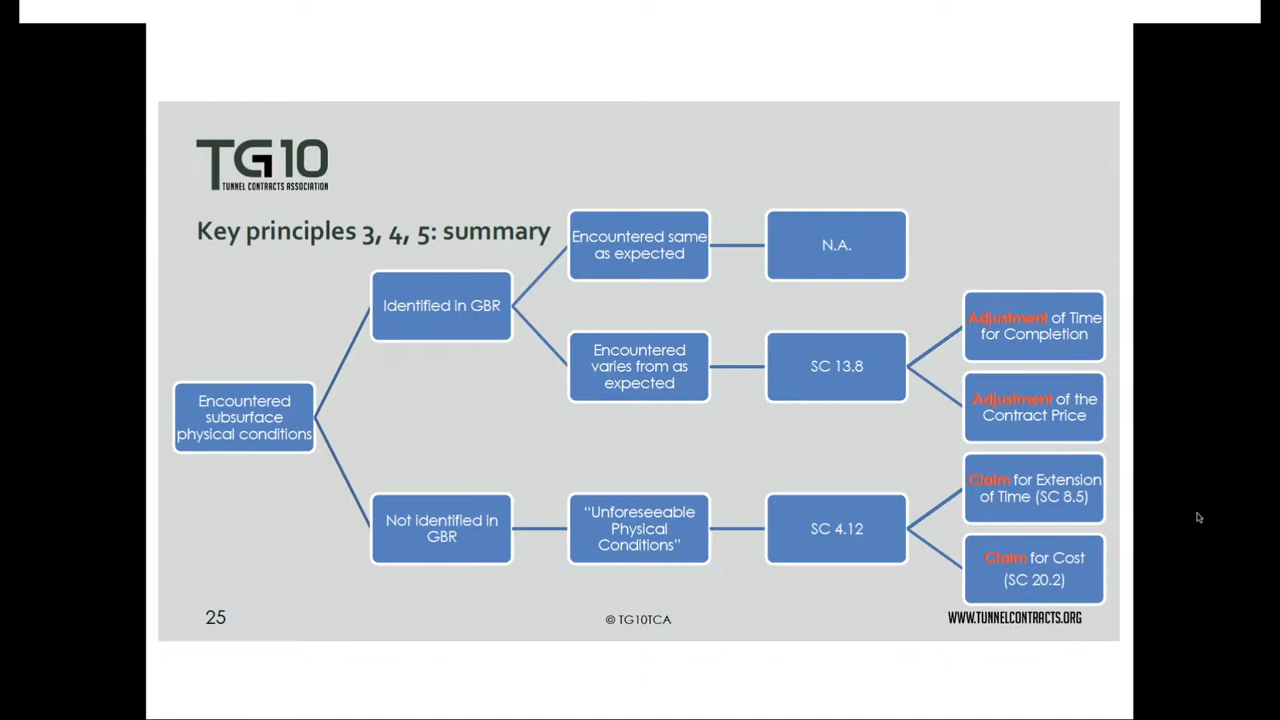 TG10
TUNNEL CONTRACTS ASSOCIATION
Key principles 3, 4, 5: summary
Encountered
subsurface
physical conditions
Identified in GBR
Encountered same
as expected
N.A.
Encountered
varies from as
expected
SC 13.8
Adjustment of Time
for Completion
Adjustment of the
Contract Price
Not identified in
GBR
“Unforeseeable
Physical
Conditions”
SC 4.12
Claim for Extension
of Time (SC 8.5)
Claim for Cost
(SC 20.2)
25
© TG10TCA
WWW.TUNNELCONTRACTS.ORG